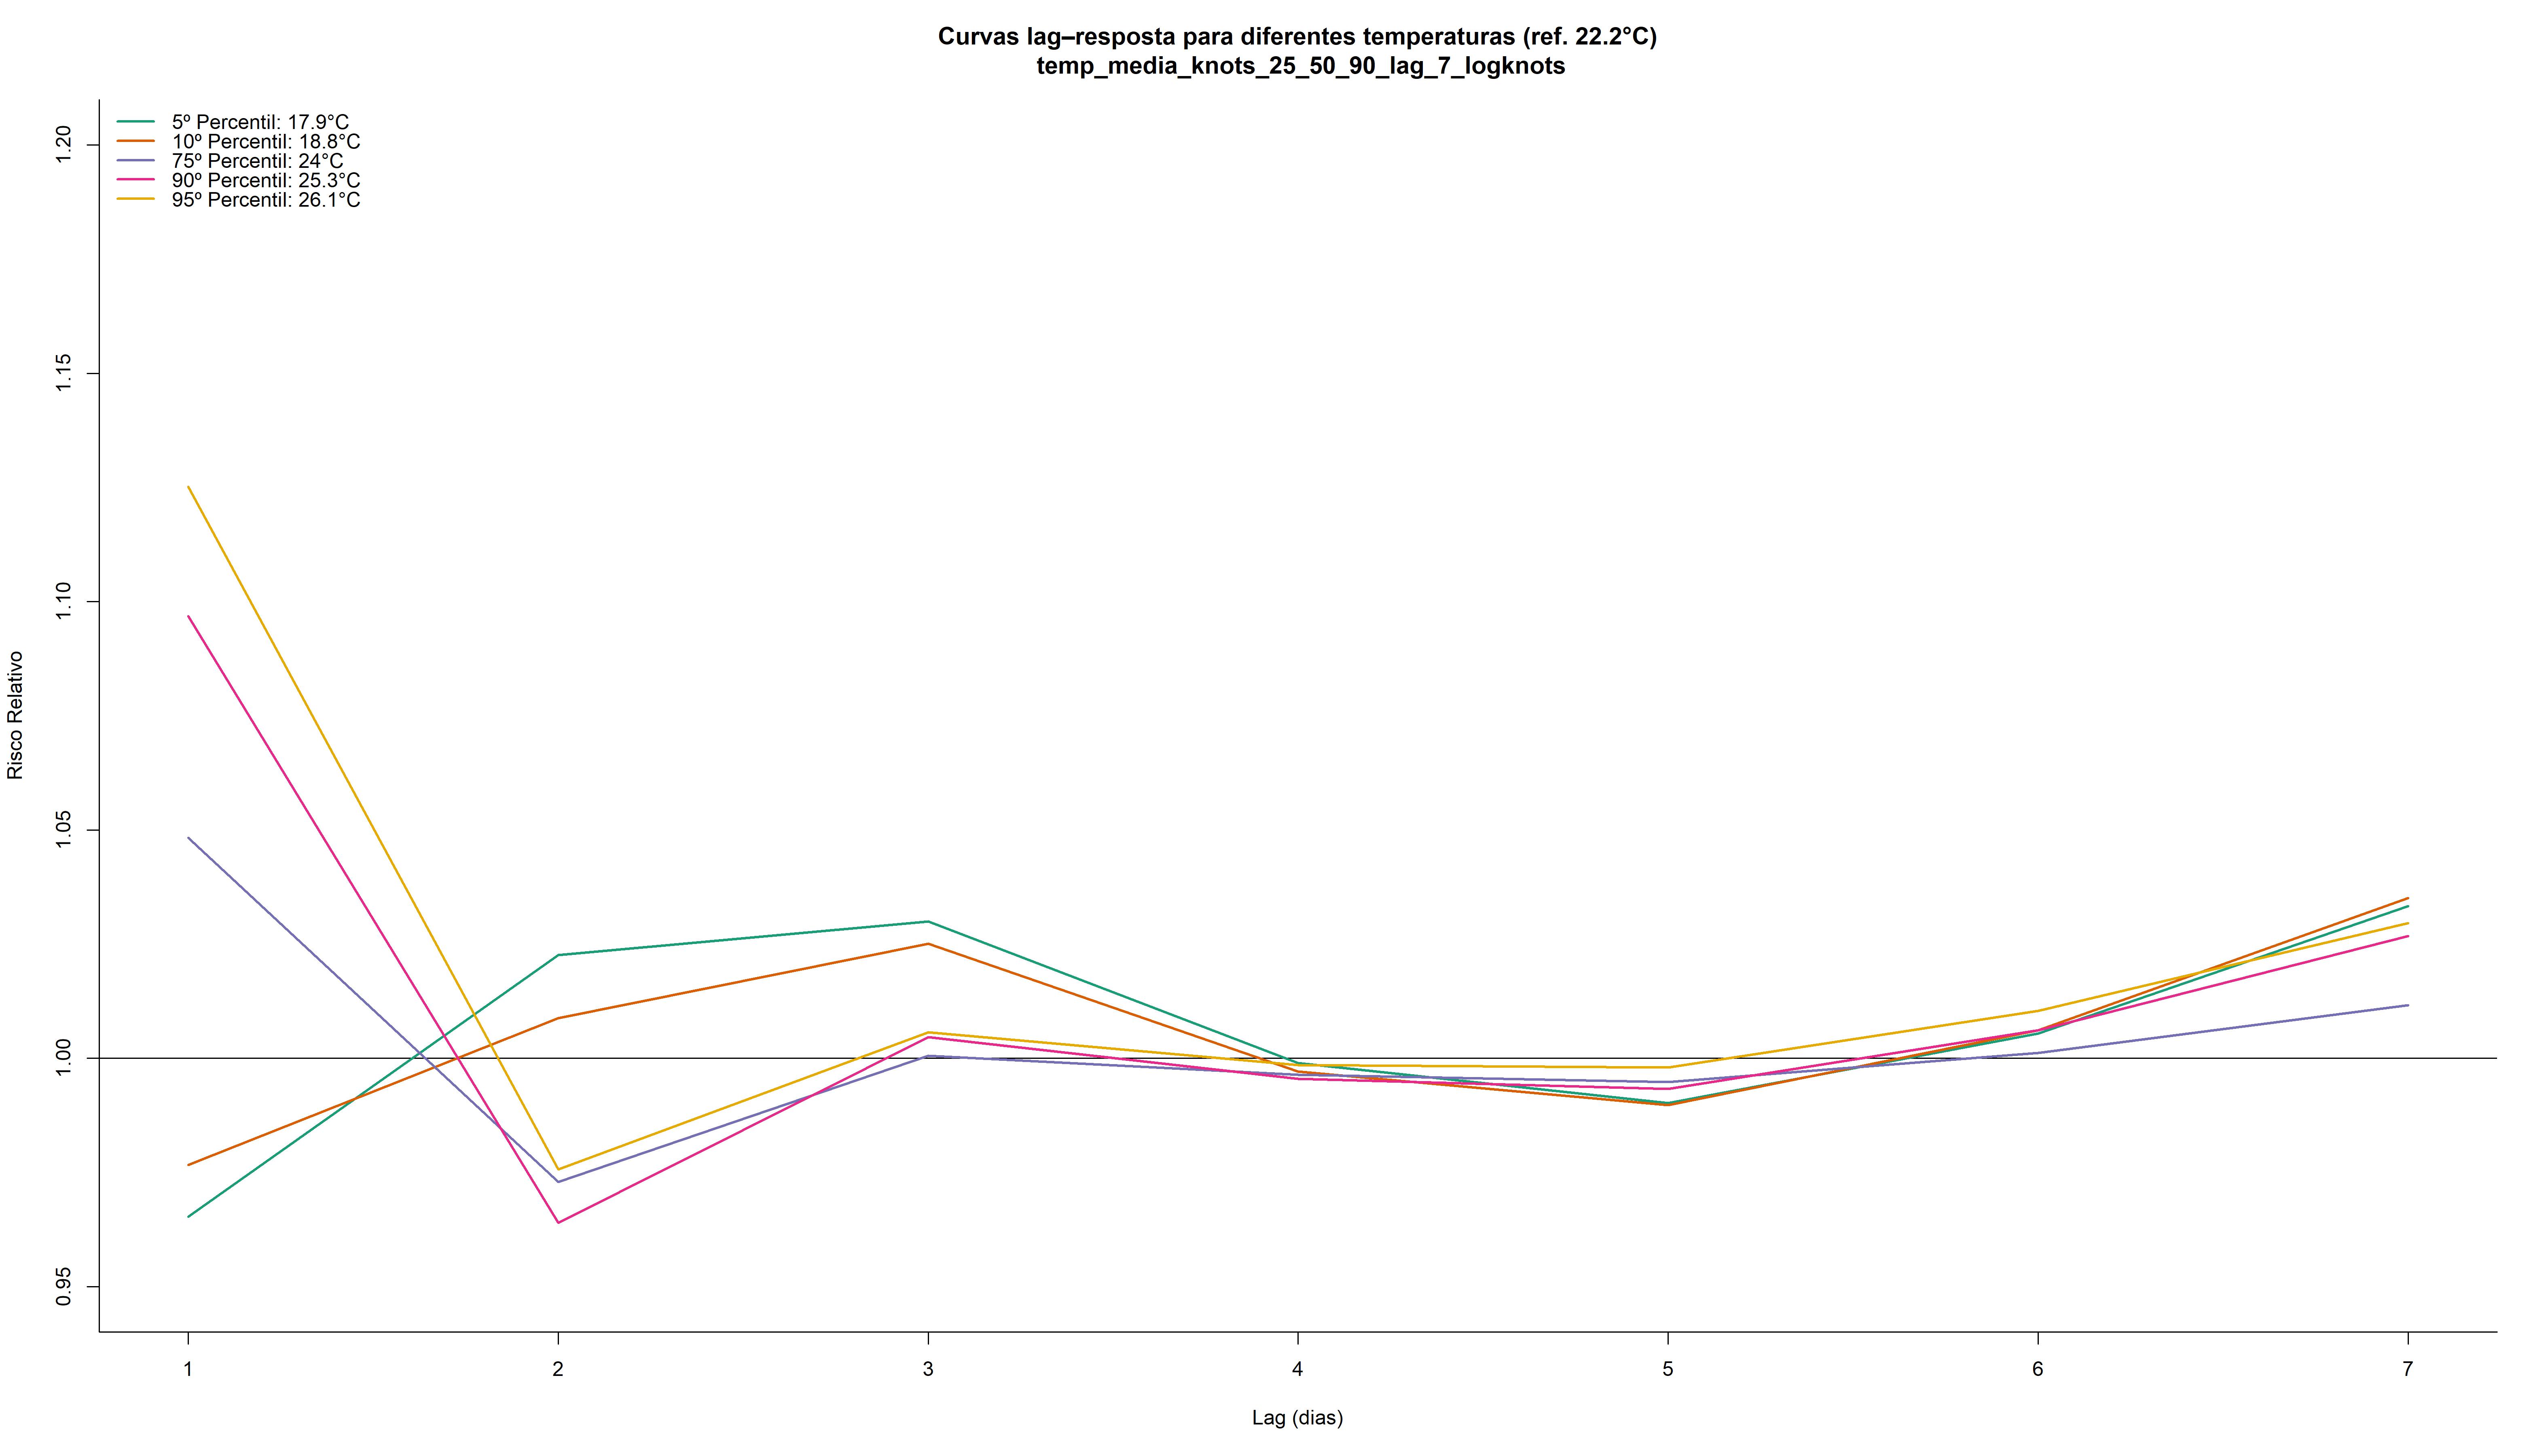 Curvas lag–resposta para diferentes temperaturas (ref. 22.2°C)
temp_media_knots_25_50_90_lag_7_logknots
5º Percentil: 17.9°C
10º Percentil: 18.8°C
75º Percentil: 24°C
90º Percentil: 25.3°C
95º Percentil: 26.1°C
1.20
1.15
1.10
1.05
1.00
0.95
Risco Relativo
1 2 3 4 5 6 7
Lag (dias)